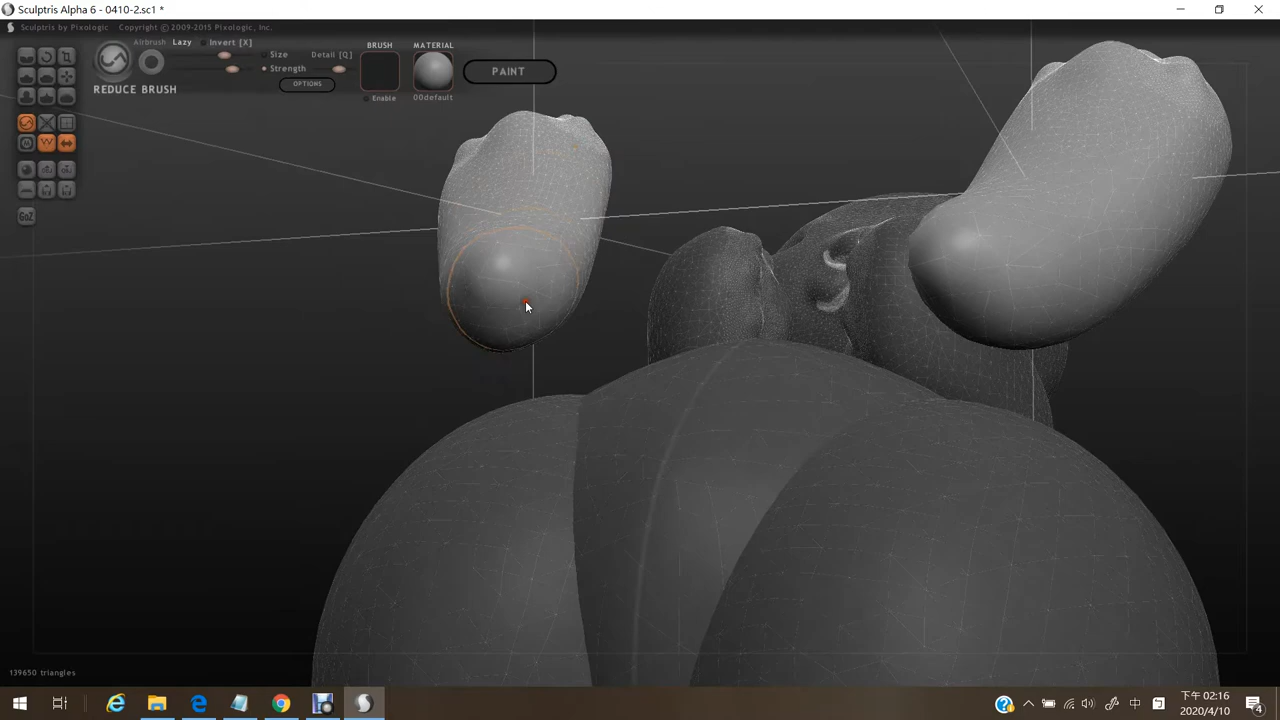 Sculptris Alpha 6 - 0410-2.sc1 *
Sculptris by Pixologic Copyright © 2009-2015 Pixologic, Inc.
Airbrush Lazy Invert [X]
Size Detail [Q]
Strength
OPTIONS
REDUCE BRUSH
BRUSH
Enable
MATERIAL
00default
PAINT
GoZ
139650 triangles
中
下午 02:16
2020/4/10
4